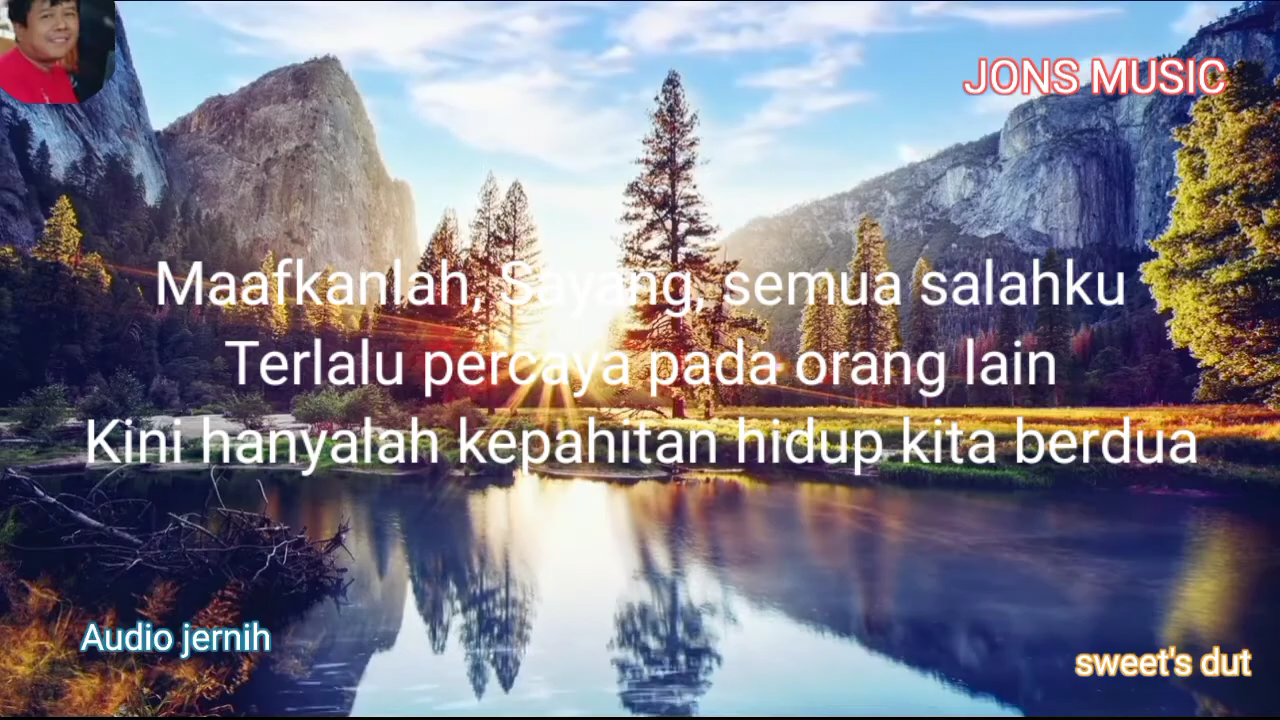 JONS MUSIC
Maafkanlah, Sayang, semua salahku
Terlalu percaya pada orang lain
Kini hanyalah kepahitan hidup kita berdua
Audio jernih
sweet's dut